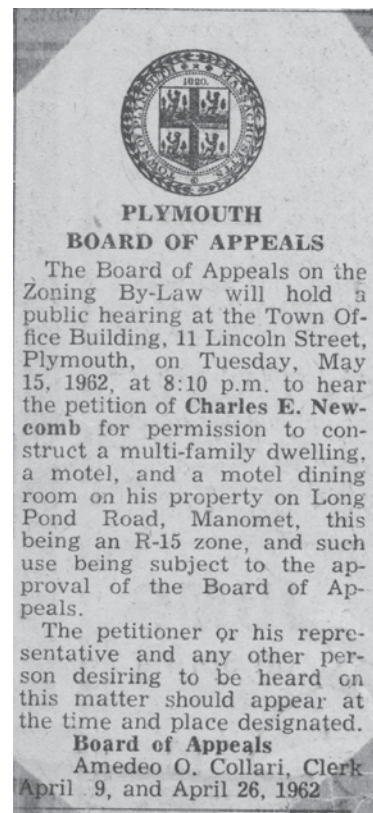 1620.
TOWN OF PLYMOUTH MASSACHUSETTS
PLYMOUTH
BOARD OF APPEALS
The Board of Appeals on the
Zoning By-Law will hold a
public hearing at the Town Of-
fice Building, 11 Lincoln Street,
Plymouth, on Tuesday, May
15, 1962, at 8:10 p.m. to hear
the petition of Charles E. New-
comb for permission to con-
struct a multi-family dwelling,
a motel, and a motel dining
room on his property on Long
Pond Road, Manomet, this
being an R-15 zone, and such
use being subject to the ap-
proval of the Board of Ap-
peals.
The petitioner or his repre-
sentative and any other per-
son desiring to be heard on
this matter should appear at
the time and place designated.
Board of Appeals
Amedeo O. Collari, Clerk
April 9, and April 26, 1962